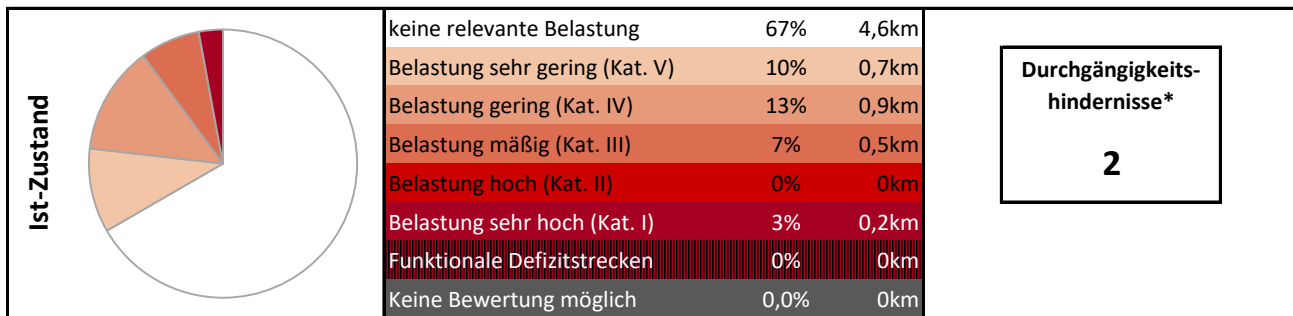 Ist-Zustand
keine relevante Belastung 67% 4,6km
Belastung sehr gering (Kat. V) 10% 0,7km
Belastung gering (Kat. IV) 13% 0,9km
Belastung mäßig (Kat. III) 7% 0,5km
Belastung hoch (Kat. II) 0% 0km
Belastung sehr hoch (Kat. I) 3% 0,2km
Funktionale Defizitstrecken 0% 0km
Keine Bewertung möglich 0,0% 0km
Durchgängigkeits-
hindernisse*
2